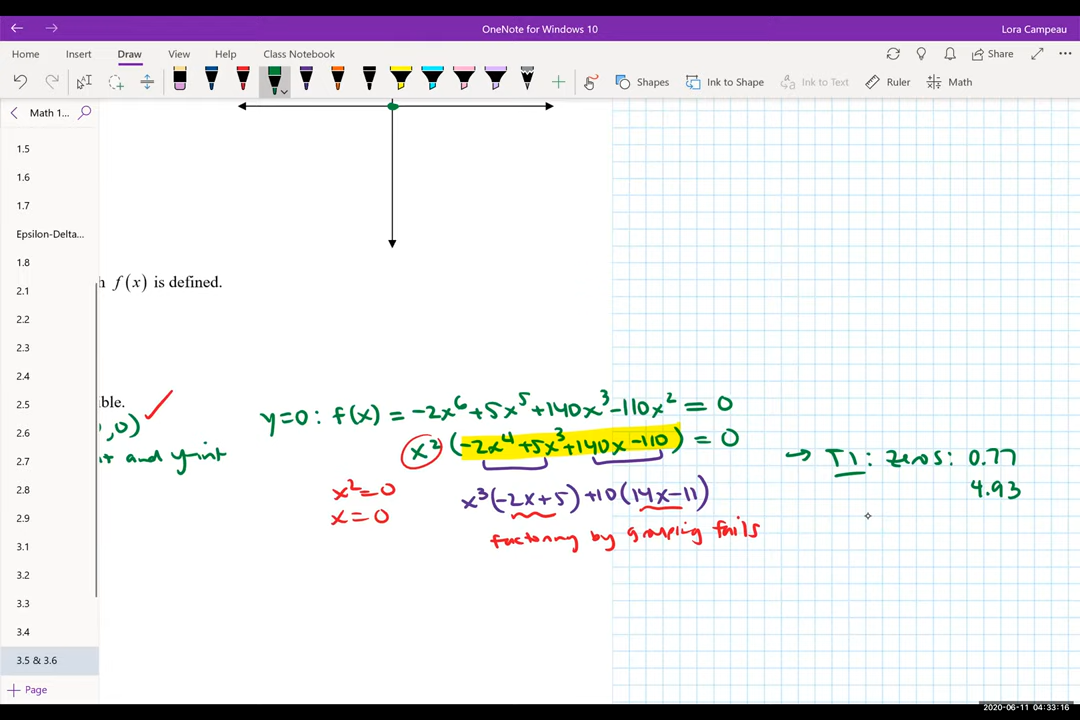 OneNote for Windows 10
Lora Campeau
Home Insert Draw View Help Class Notebook
Share
Shapes Ink to Shape Ink to Text Ruler Math
Math 1...
1.5
1.6
1.7
Epsilon-Delta...
1.8
2.1
2.2
2.3
2.4
2.5
2.6
2.7
2.8
2.9
3.1
3.2
3.3
3.4
3.5 & 3.6
Page
h f(x) is defined.
ible.
,0)
and y-int
y=0: f(x) = -2x⁶+5x⁵+140x³-110x² = 0
x²(-2x⁴+5x³+140x-110) = 0
x²=0
x=0
x³(-2x+5)+10(14x-11)
factoring by grouping fails
→ TI: zeros: 0.77
4.93
2020-06-11 04:33:16